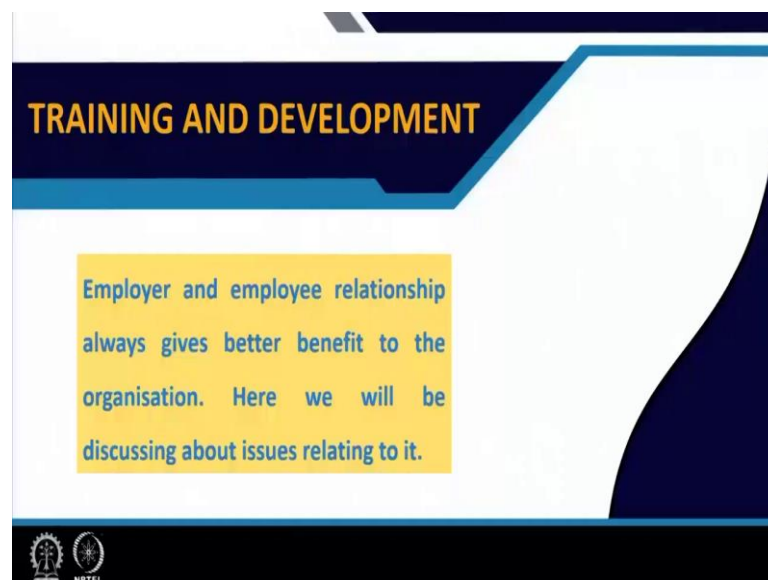 TRAINING AND DEVELOPMENT
Employer and employee relationship
always gives better benefit to the
organisation. Here we will be
discussing about issues relating to it.
NPTEL